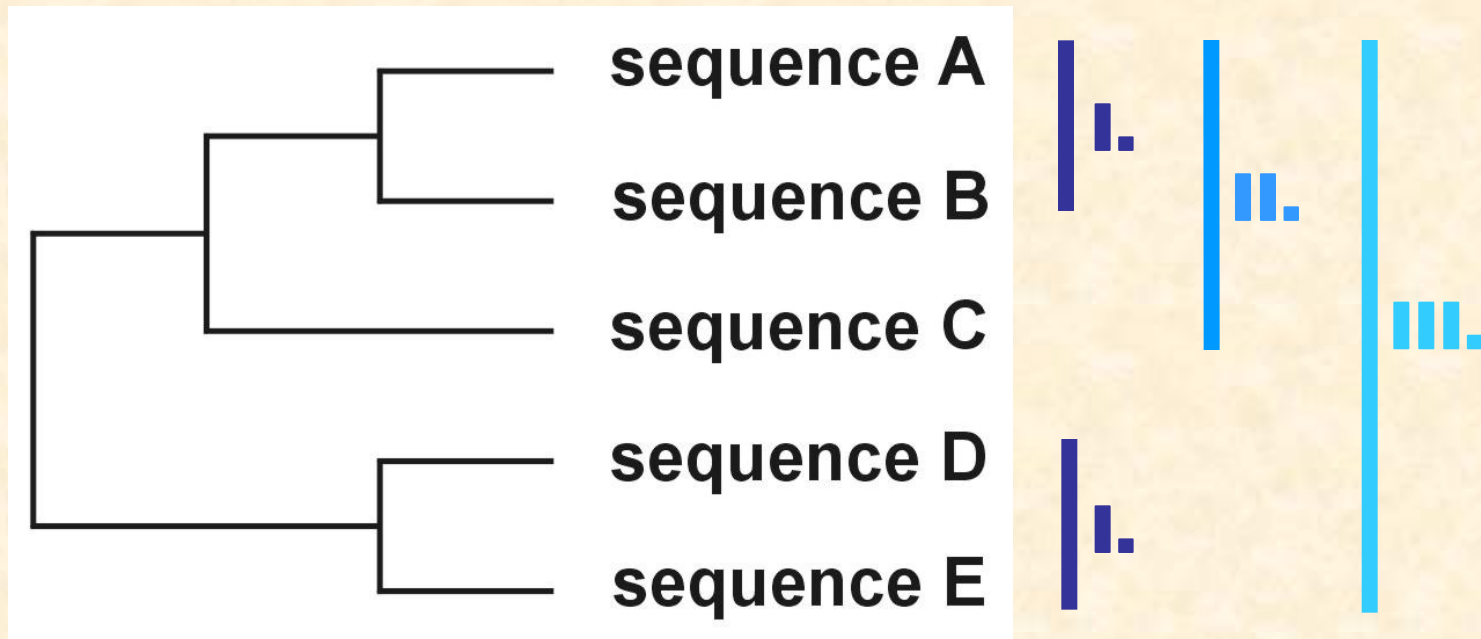 sequence A
I.
sequence B
II.
sequence C
III.
sequence D
I.
sequence E